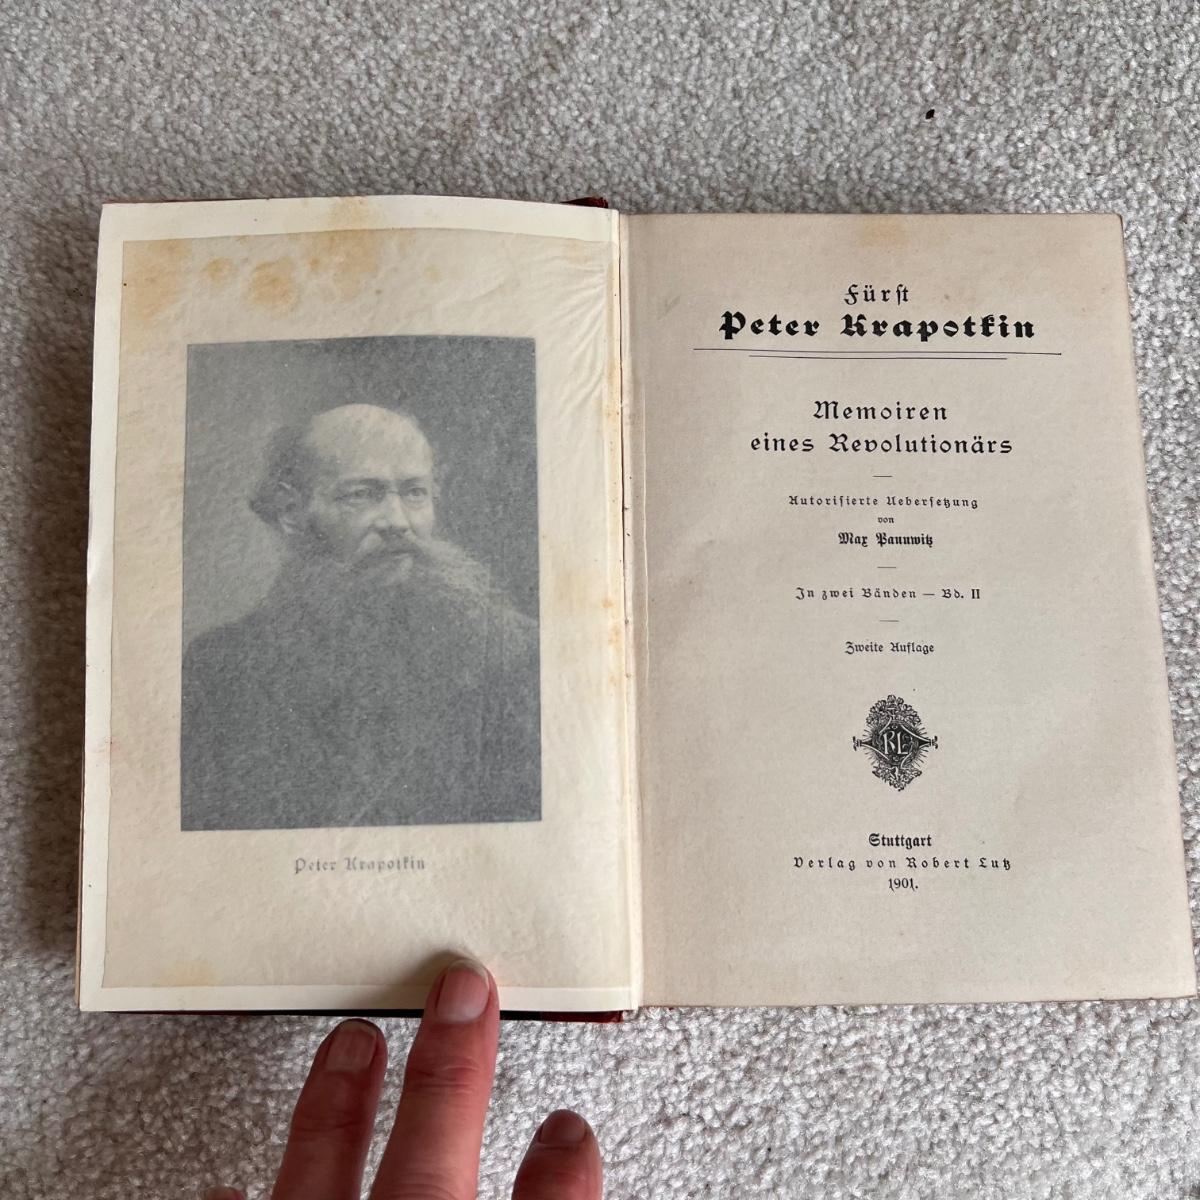 Peter Krapotkin
Fürſt
Peter Krapotkin
Memoiren
eines Revolutionärs
Autoriſierte Ueberſetzung
von
Max Pannwitz
In zwei Bänden — Bd. II
Zweite Auflage
RL
Stuttgart
Verlag von Robert Lutz
1901.